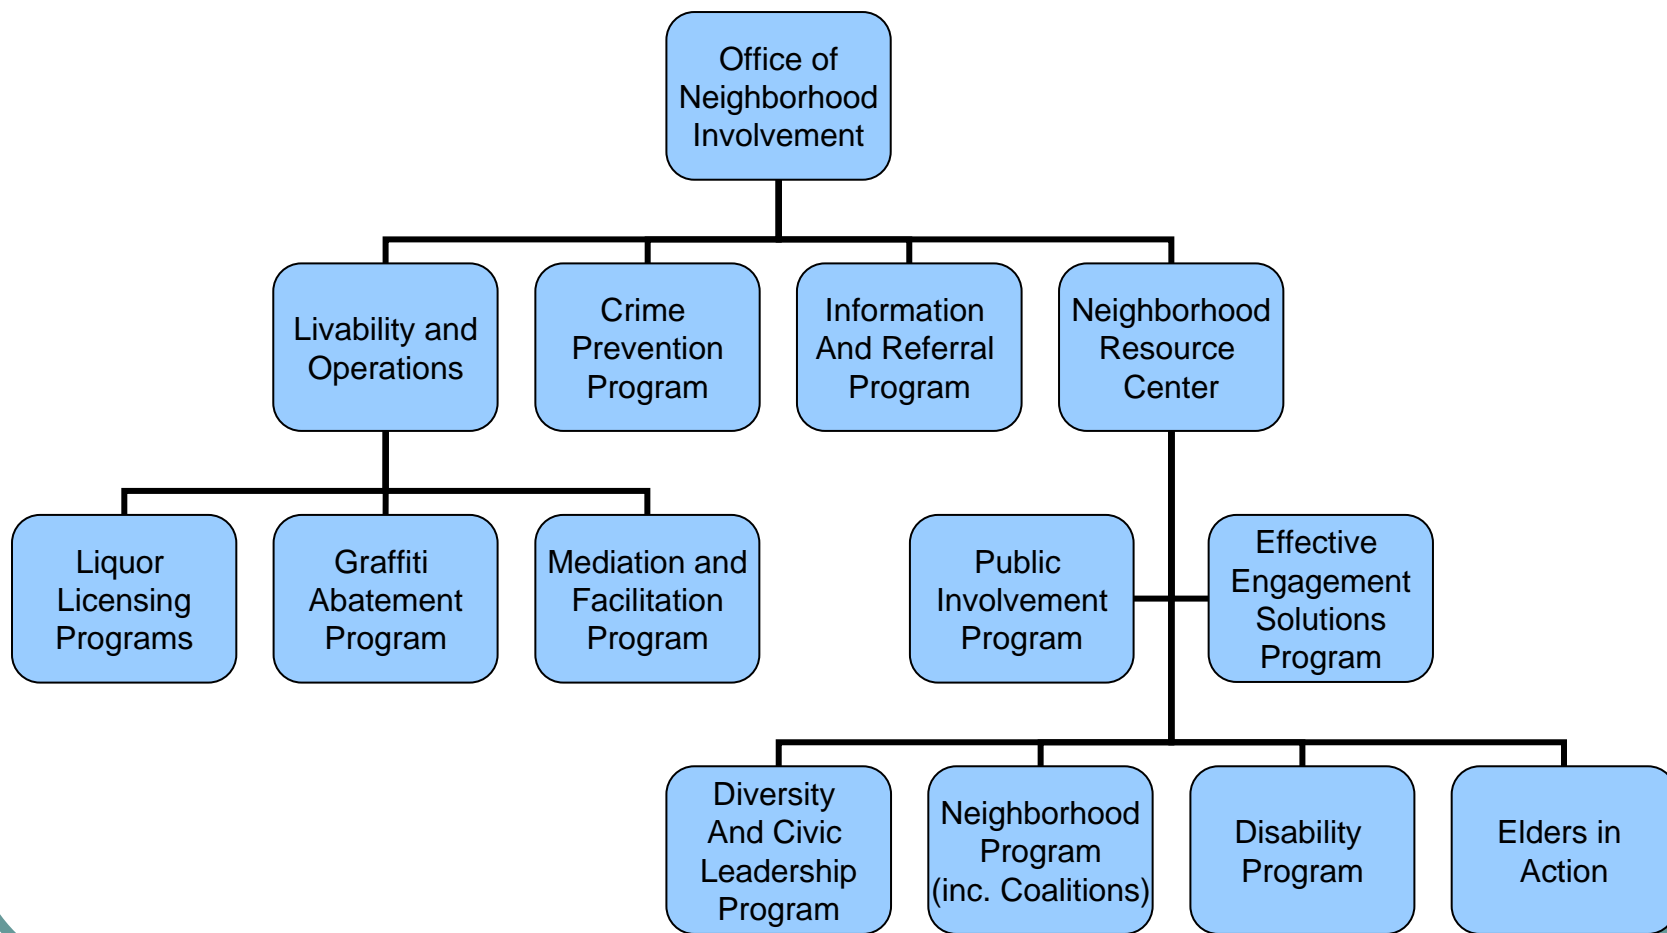 Office of
Neighborhood
Involvement
Livability and
Operations
Crime
Prevention
Program
Information
And Referral
Program
Neighborhood
Resource
Center
Liquor
Licensing
Programs
Graffiti
Abatement
Program
Mediation and
Facilitation
Program
Public
Involvement
Program
Effective
Engagement
Solutions
Program
Diversity
And Civic
Leadership
Program
Neighborhood
Program
(inc. Coalitions)
Disability
Program
Elders in
Action